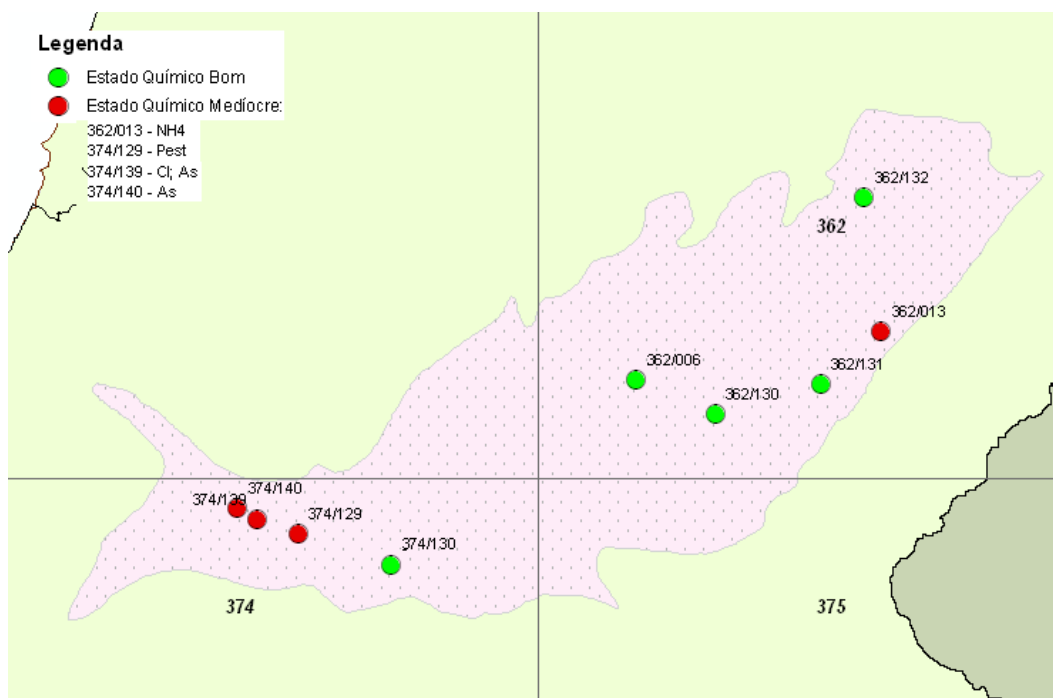 Legenda
Estado Químico Bom
Estado Químico Medíocre:
362/013 - NH4
374/129 - Pest
374/139 - Cl; As
374/140 - As
362/132
362
362/013
362/006
362/131
362/130
374/140
374/139
374/129
374/130
374
375